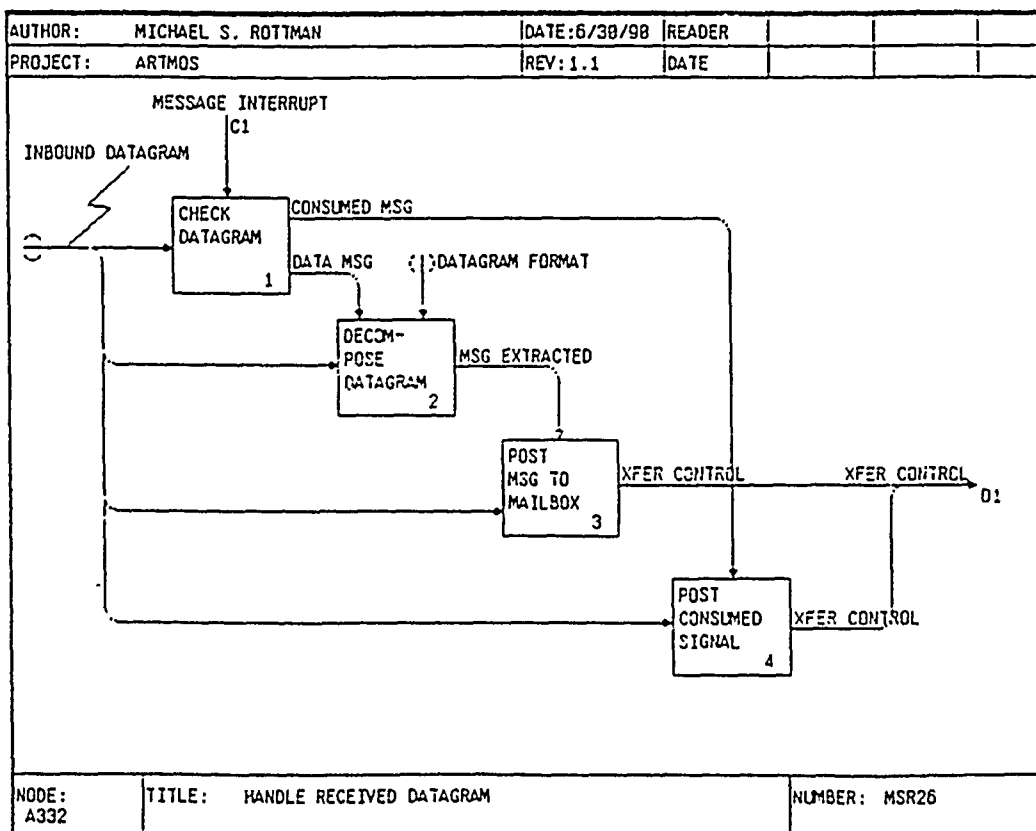 AUTHOR: MICHAEL S. ROTTMAN DATE:6/30/90 READER
PROJECT: ARTMOS REV:1.1 DATE
MESSAGE INTERRUPT
C1
INBOUND DATAGRAM
CHECK
DATAGRAM
1
CONSUMED MSG
DATA MSG
DATAGRAM FORMAT
DECOM-
POSE
DATAGRAM
2
MSG EXTRACTED
POST
MSG TO
MAILBOX
3
XFER CONTROL
XFER CONTROL
O1
POST
CONSUMED
SIGNAL
4
XFER CONTROL
NODE:
A332
TITLE: HANDLE RECEIVED DATAGRAM
NUMBER: MSR26